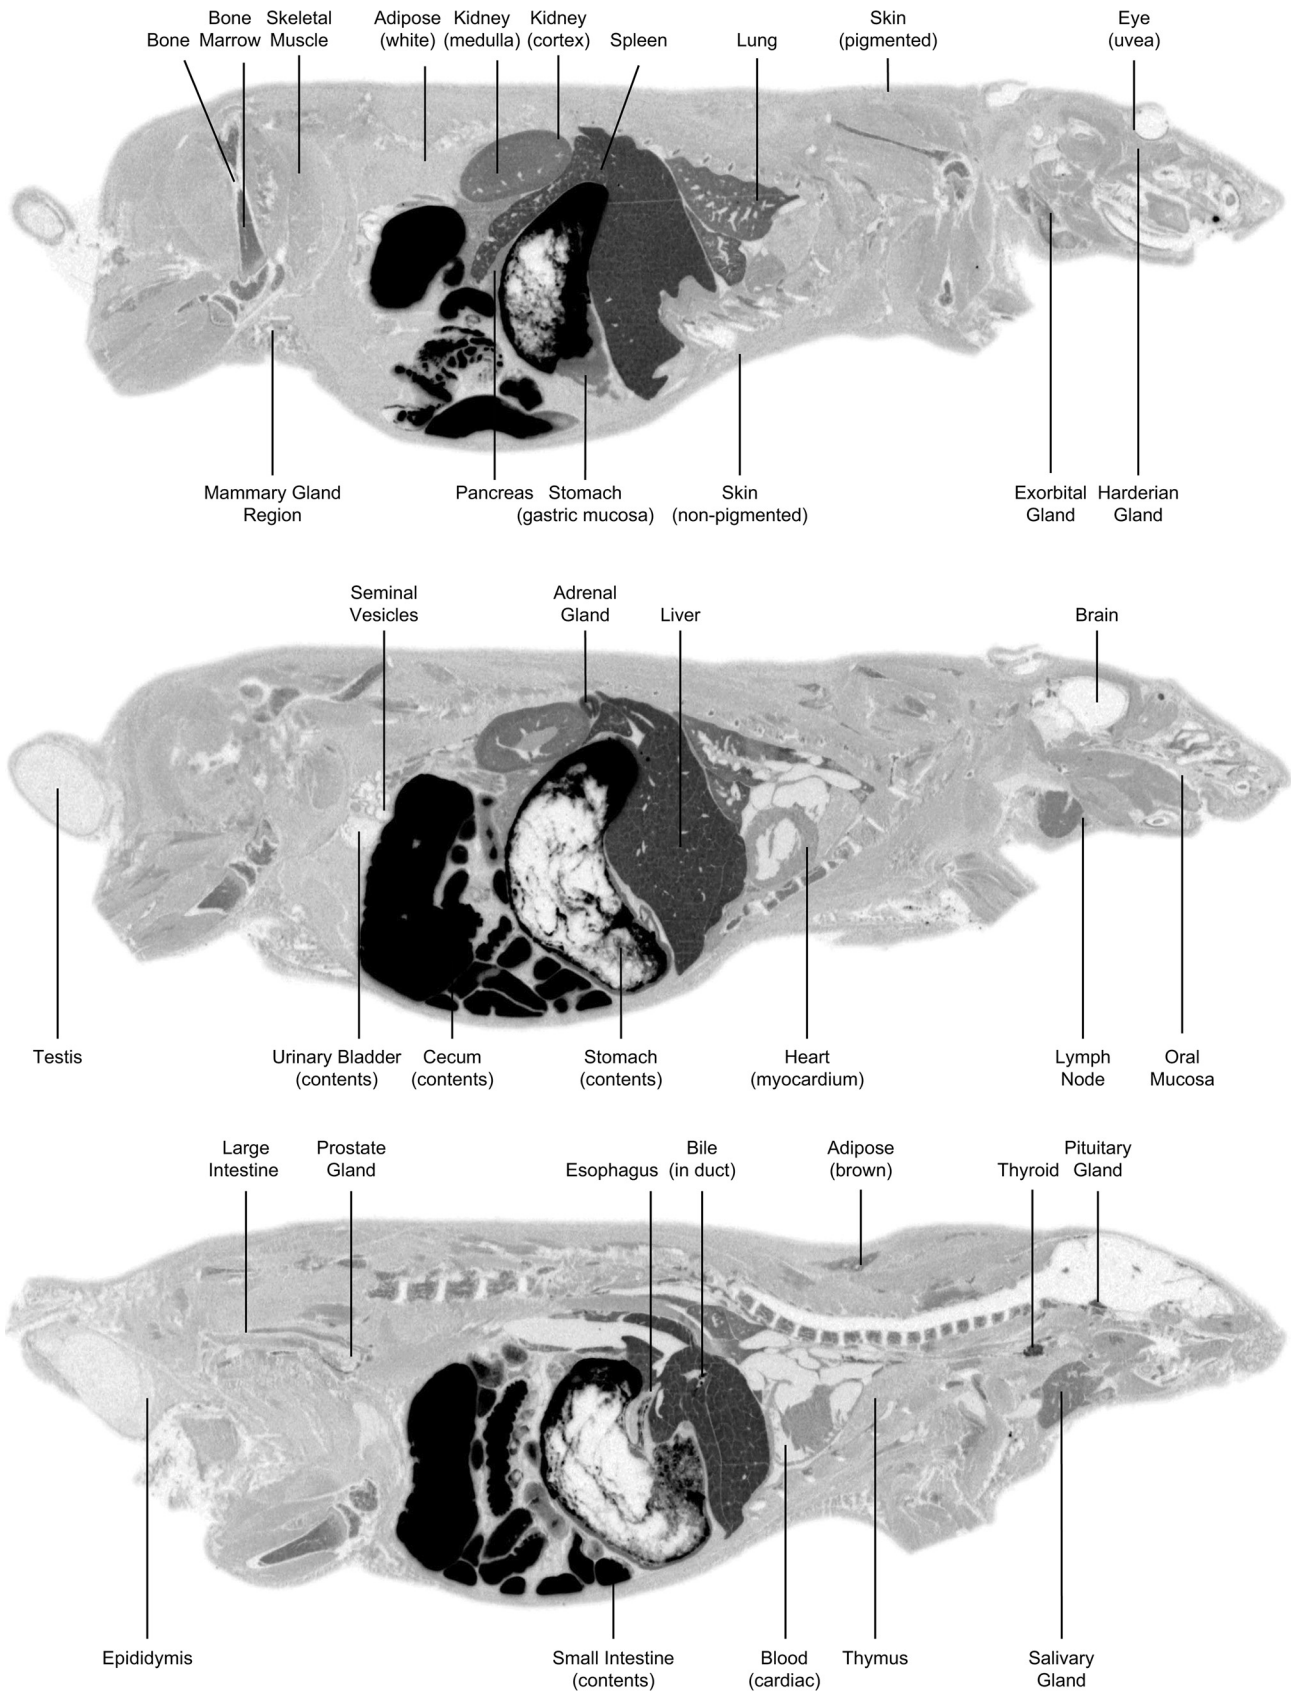 Bone
Bone
Marrow
Skeletal
Muscle
Adipose
(white)
Kidney
(medulla)
Kidney
(cortex)
Spleen
Lung
Skin
(pigmented)
Eye
(uvea)
Mammary Gland
Region
Pancreas
Stomach
(gastric mucosa)
Skin
(non-pigmented)
Exorbital
Gland
Harderian
Gland
Seminal
Vesicles
Adrenal
Gland
Liver
Brain
Testis
Urinary Bladder
(contents)
Cecum
(contents)
Stomach
(contents)
Heart
(myocardium)
Lymph
Node
Oral
Mucosa
Large
Intestine
Prostate
Gland
Esophagus
Bile
(in duct)
Adipose
(brown)
Thyroid
Pituitary
Gland
Epididymis
Small Intestine
(contents)
Blood
(cardiac)
Thymus
Salivary
Gland